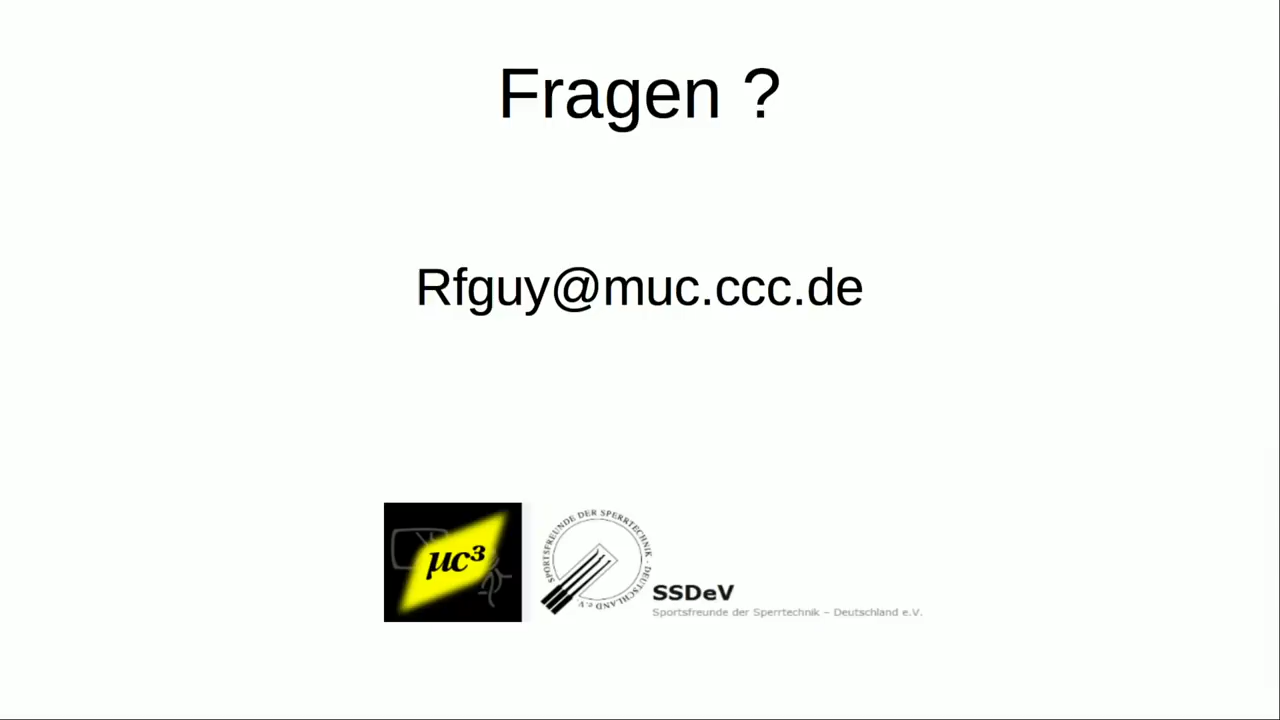 Fragen ?
Rfguy@muc.ccc.de
µc³
SPORTSFREUNDE DER SPERRTECHNIK - DEUTSCHLAND e.V.
SSDeV
Sportsfreunde der Sperrtechnik – Deutschland e.V.